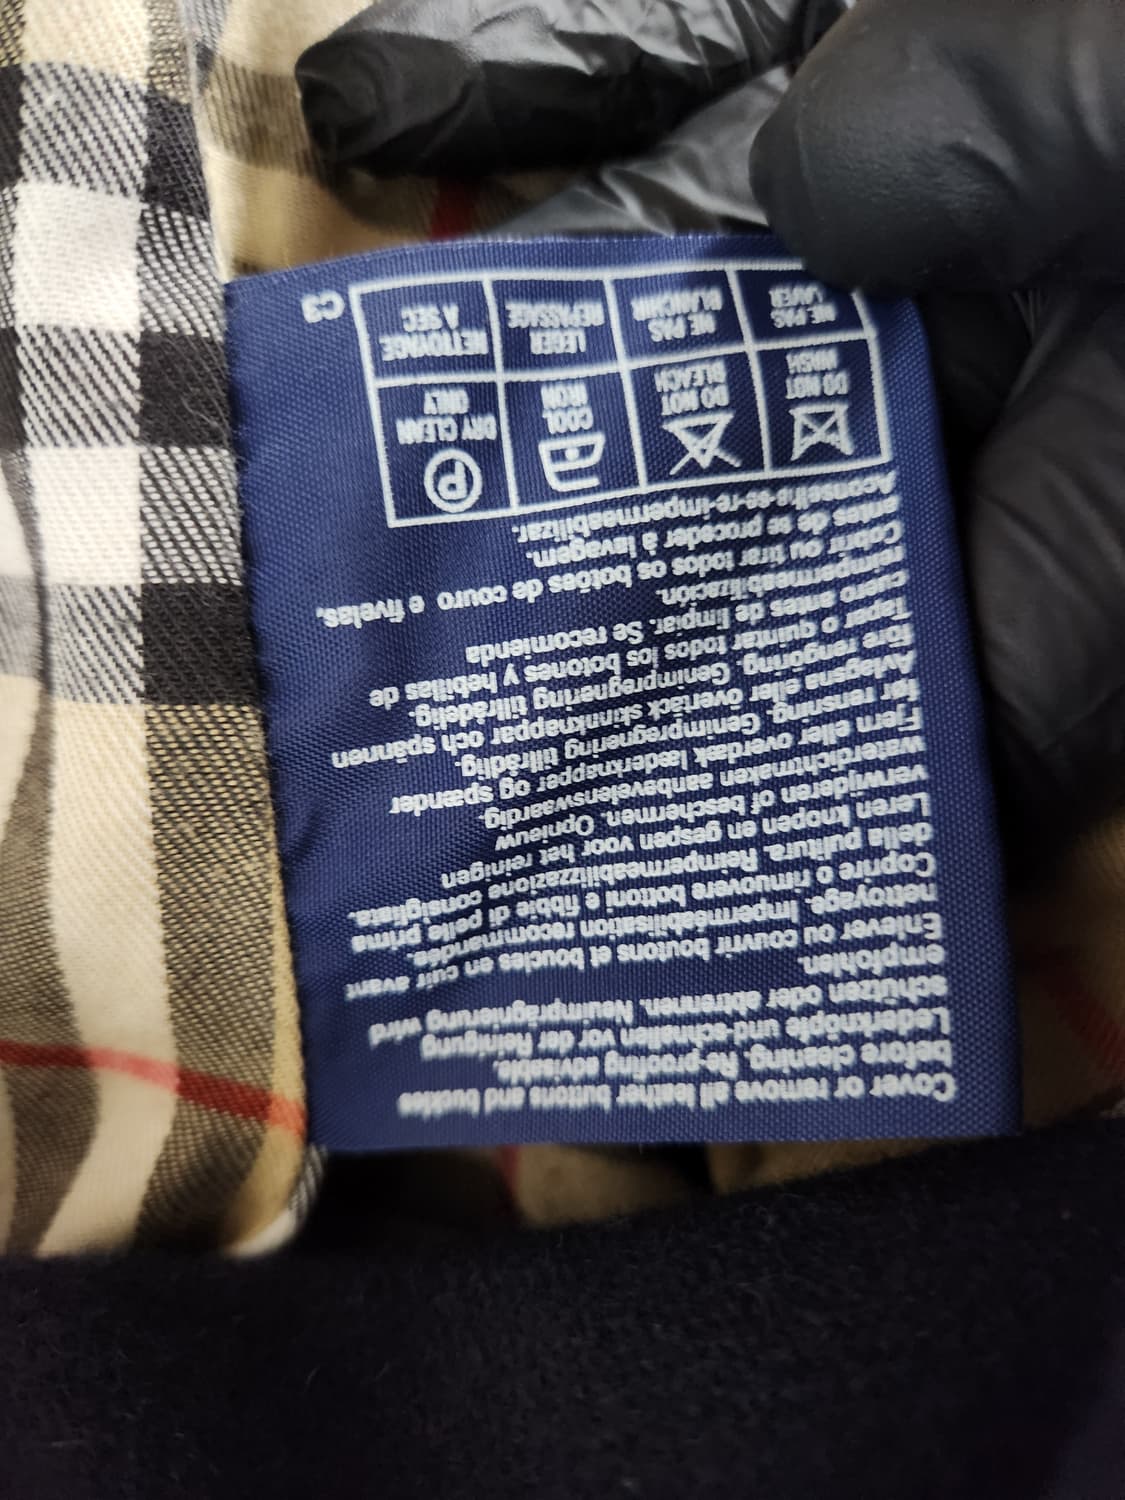 Cover or remove all leather buttons and buckles
before cleaning. Re-proofing advisable.
Lederknöpfe und-schnallen vor der Reinigung
schützen oder abtrennen. Neuimprägnierung wird
empfohlen.
Enlever ou couvrir boutons et boucles en cuir avant
nettoyage. Imperméabilisation recommandée.
Coprire o rimuovere bottoni e fibbie di pelle prima
della pulitura. Reimpermeabilizzazione consigliata.
Leren knopen en gespen voor het reinigen
verwijderen of beschermen. Opnieuw
waterdichtmaken aanbevelenswaardig.
Fjern eller overdæk læderknapper og spænder
før rensning. Genimprægnering tilrådig.
Avlägsna eller overtäck skinnknappar och spännen
före rengöring. Genimpregnering tillrådelig.
Tapar o quitar todos los botones y hebillas de
cuero antes de limpiar. Se recomienda
reimpermeabilización.
Cobrir ou tirar todos os botões de couro e fivelas,
antes de se proceder à lavagem.
Aconselha-se-re-impermeabilizar.
DO NOT WASH
DO NOT BLEACH
COOL IRON
P DRY CLEAN ONLY
NE PAS LAVER
NE PAS BLANCHIR
LEGER REPASSAGE
NETTOYAGE A SEC
C3